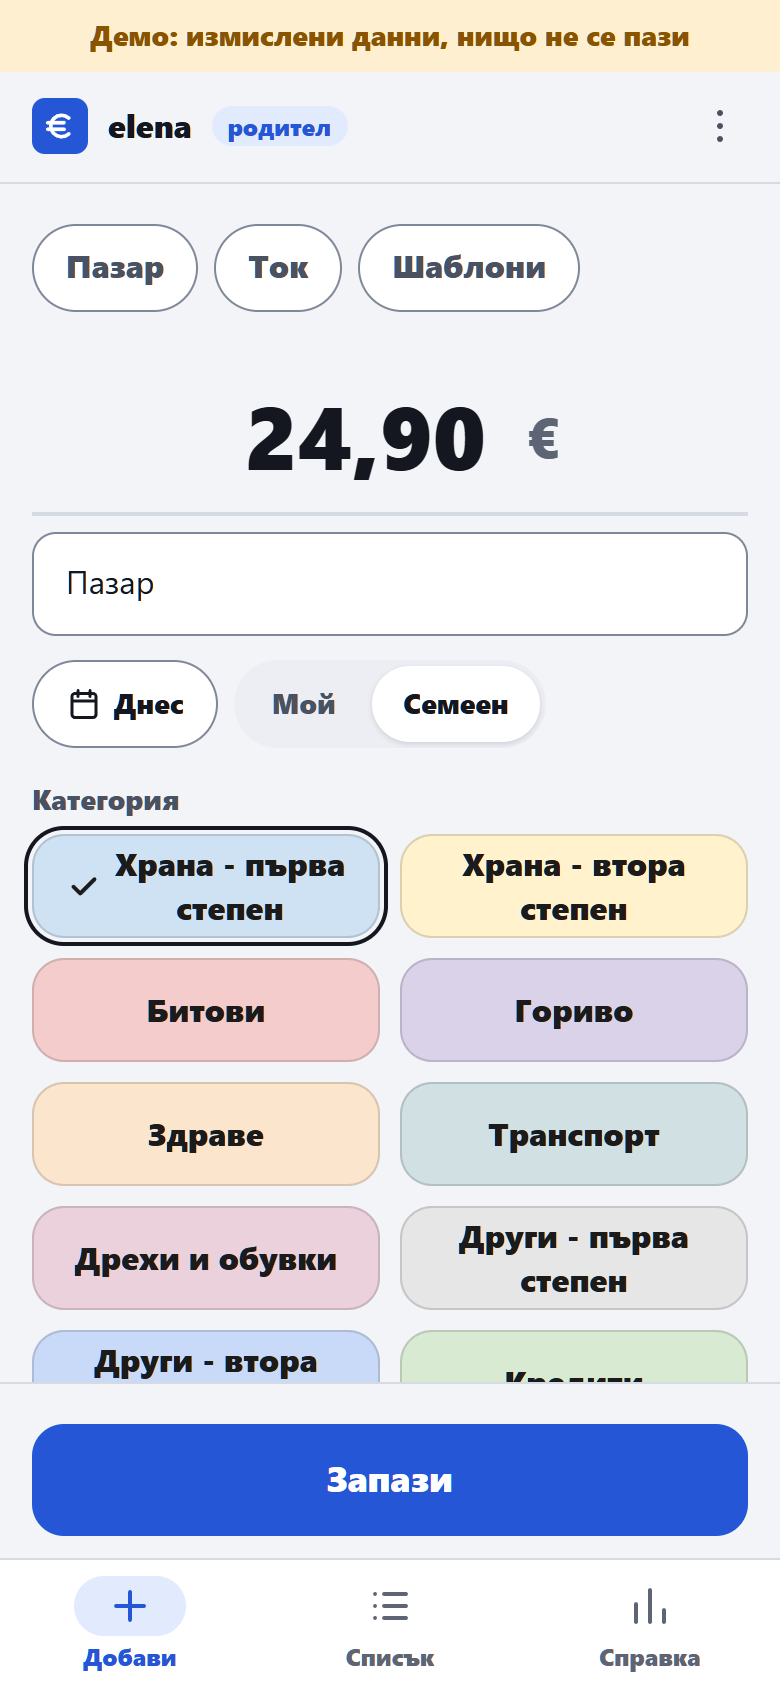 Демо: измислени данни, нищо не се пази
€ elena родител
Пазар Ток Шаблони
24,90 €
Пазар
Днес Мой Семеен
Категория
Храна - първа степен
Храна - втора степен
Битови
Гориво
Здраве
Транспорт
Дрехи и обувки
Други - първа степен
Други - втора
Запази
Добави Списък Справка